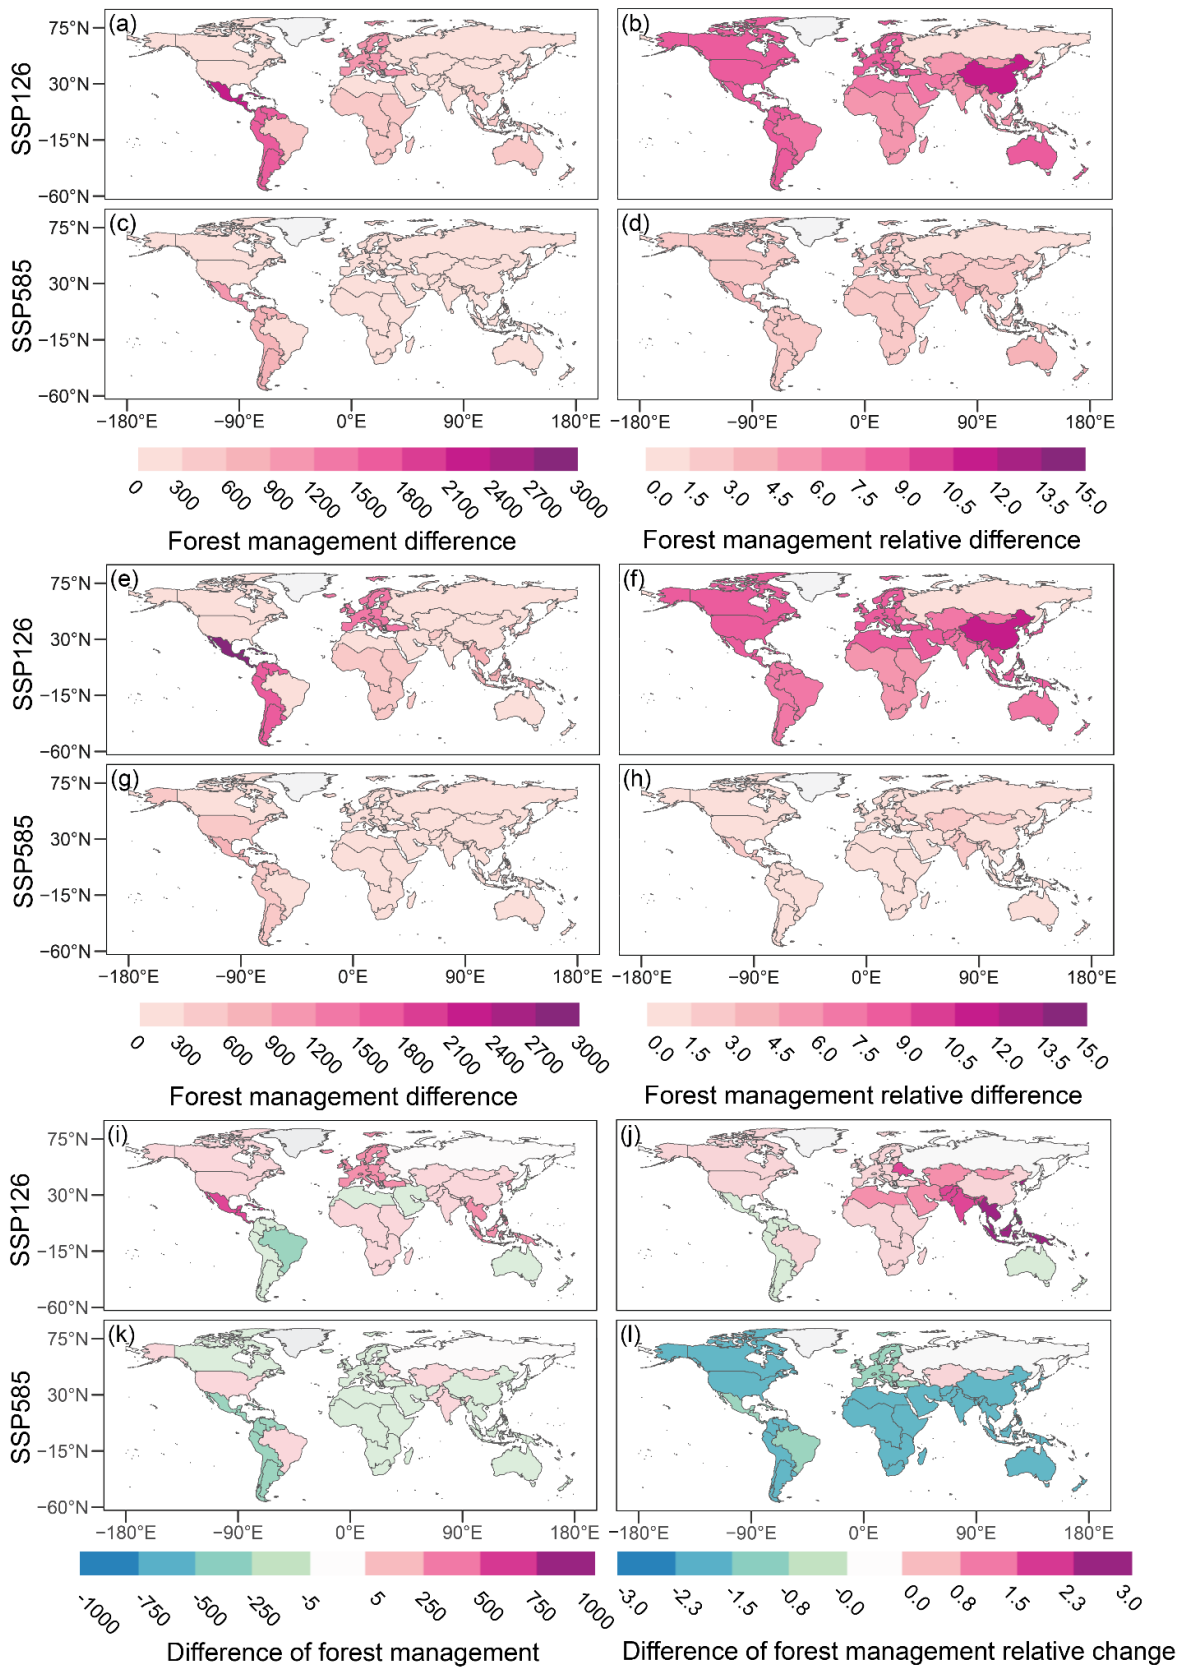 (a) (b)
75°N
30°N
−15°N
−60°N
SSP126
(c) (d)
75°N
30°N
−15°N
−60°N
SSP585
−180°E −90°E 0°E 90°E 180°E −180°E −90°E 0°E 90°E 180°E
0 300 600 900 1200 1500 1800 2100 2400 2700 3000 0.0 1.5 3.0 4.5 6.0 7.5 9.0 10.5 12.0 13.5 15.0
Forest management difference Forest management relative difference
(e) (f)
75°N
30°N
−15°N
−60°N
SSP126
(g) (h)
75°N
30°N
−15°N
−60°N
SSP585
−180°E −90°E 0°E 90°E 180°E −180°E −90°E 0°E 90°E 180°E
0 300 600 900 1200 1500 1800 2100 2400 2700 3000 0.0 1.5 3.0 4.5 6.0 7.5 9.0 10.5 12.0 13.5 15.0
Forest management difference Forest management relative difference
(i) (j)
75°N
30°N
−15°N
−60°N
SSP126
(k) (l)
75°N
30°N
−15°N
−60°N
SSP585
−180°E −90°E 0°E 90°E 180°E −180°E −90°E 0°E 90°E 180°E
-1000 -750 -500 -250 -5 5 250 500 750 1000 -3.0 -2.3 -1.5 -0.8 -0.0 0.0 0.8 1.5 2.3 3.0
Difference of forest management Difference of forest management relative change